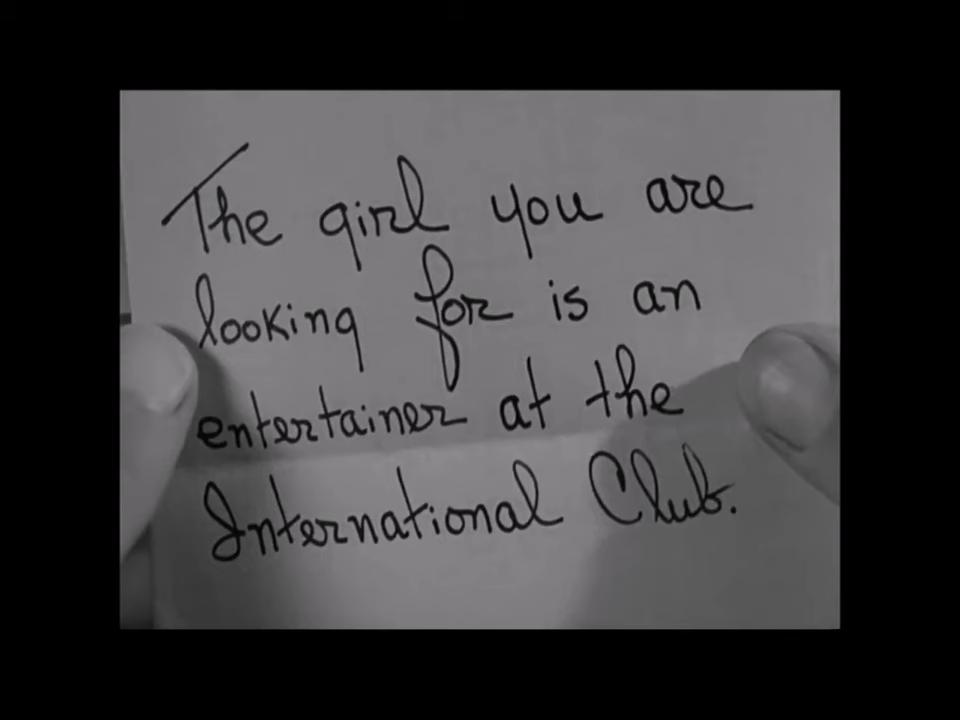 The girl you are
looking for is an
entertainer at the
International Club.